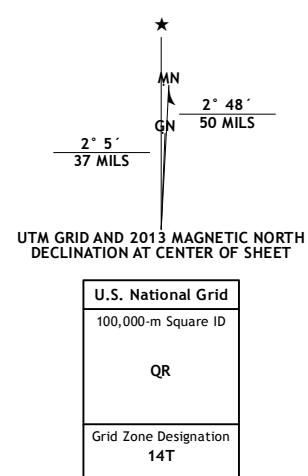 ★
MN
GN
2° 48´
50 MILS
2° 5´
37 MILS
UTM GRID AND 2013 MAGNETIC NORTH
DECLINATION AT CENTER OF SHEET
U.S. National Grid
100,000-m Square ID
QR
Grid Zone Designation
14T